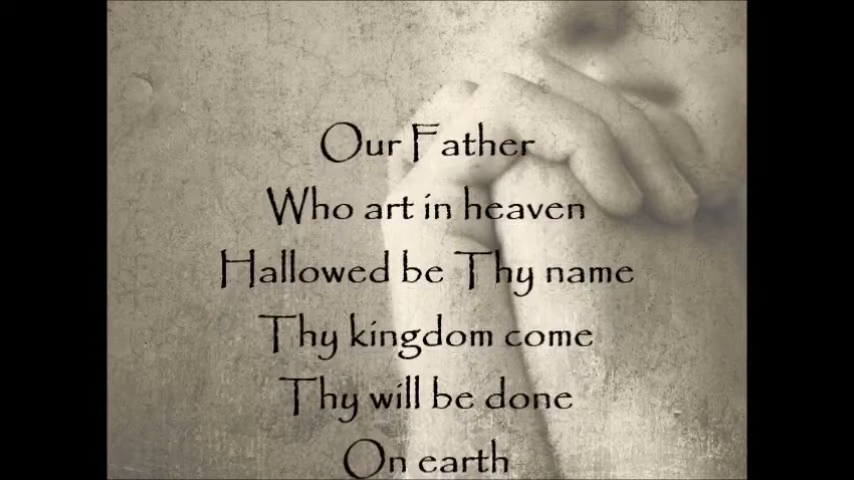 Our Father
Who art in heaven
Hallowed be Thy name
Thy kingdom come
Thy will be done
On earth